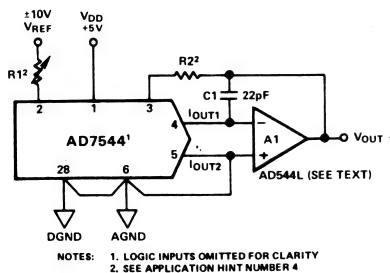 ±10V
VREF
VDD
+5V
R1²
R2²
C1
22pF
2
1
3
IOUT1
4
AD7544¹
A1
−
+
VOUT
5
IOUT2
AD544L (SEE TEXT)
28
6
DGND
AGND
NOTES: 1. LOGIC INPUTS OMITTED FOR CLARITY
2. SEE APPLICATION HINT NUMBER 4